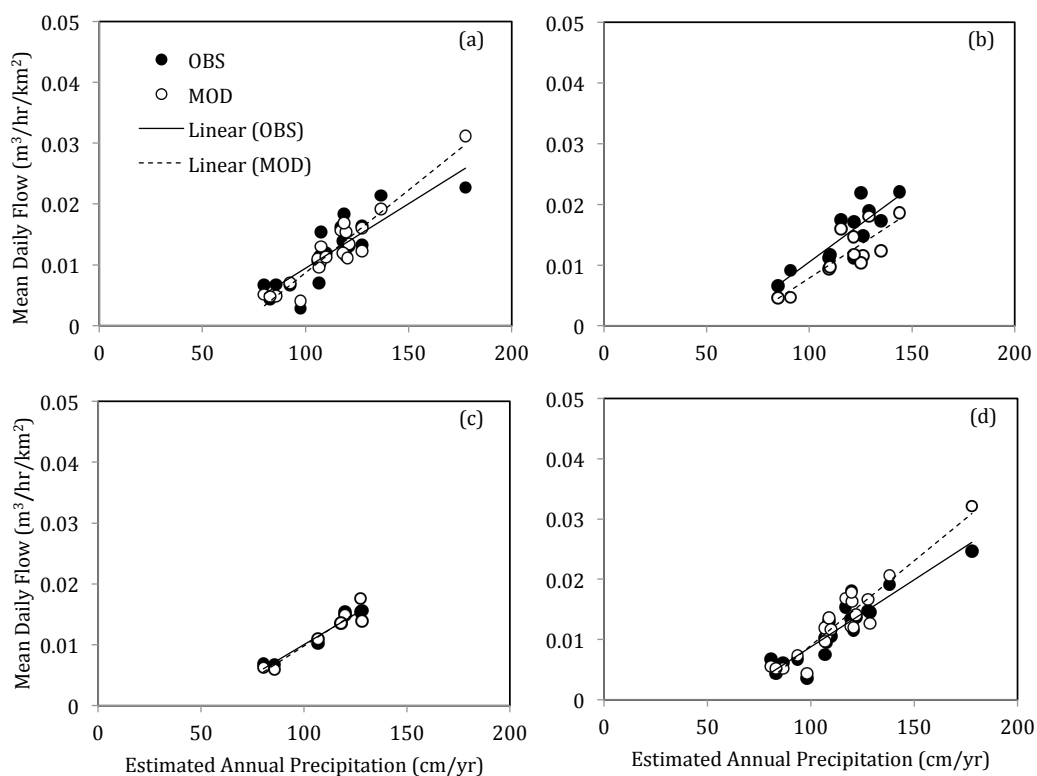 0.05
0.04
0.03
0.02
0.01
0
0 50 100 150 200
Mean Daily Flow (m³/hr/km²)
(a)
OBS
MOD
Linear (OBS)
Linear (MOD)
0.05
0.04
0.03
0.02
0.01
0
0 50 100 150 200
(b)
0.05
0.04
0.03
0.02
0.01
0
0 50 100 150 200
Mean Daily Flow (m³/hr/km²)
Estimated Annual Precipitation (cm/yr)
(c)
0.05
0.04
0.03
0.02
0.01
0
0 50 100 150 200
Estimated Annual Precipitation (cm/yr)
(d)